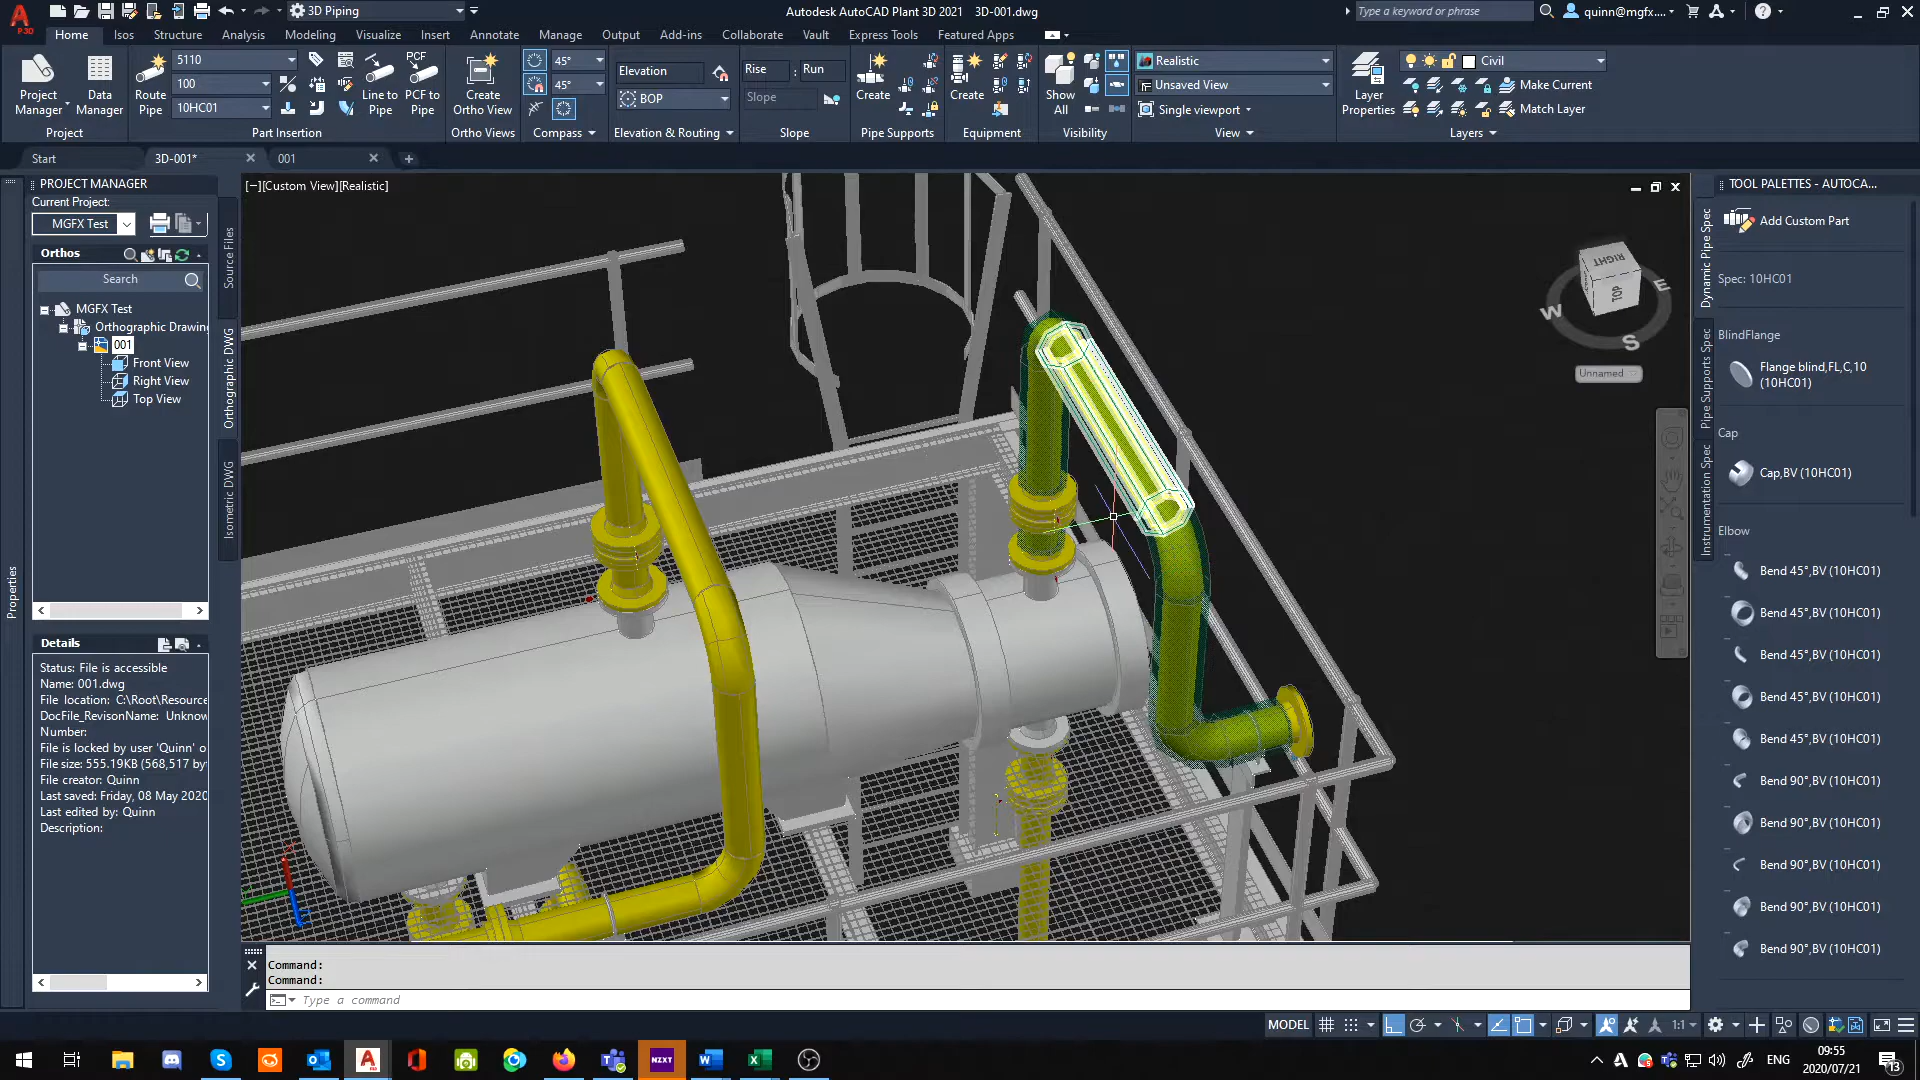 3D Piping
Autodesk AutoCAD Plant 3D 2021 3D-001.dwg
Type a keyword or phrase
quinn@mgfx....
P3D
Home Isos Structure Analysis Modeling Visualize Insert Annotate Manage Output Add-ins Collaborate Vault Express Tools Featured Apps
Project Manager
Data Manager
Project
Route Pipe
5110
100
10HC01
Line to Pipe
PCF to Pipe
PCF
Part Insertion
Create Ortho View
Ortho Views
45°
45°
Compass
Elevation
BOP
Elevation & Routing
Rise : Run
Slope
Slope
Create
Pipe Supports
Create
Equipment
Show All
Visibility
Realistic
Unsaved View
Single viewport
View
Layer Properties
Civil
Make Current
Match Layer
Layers
Start
3D-001*
001
PROJECT MANAGER
Current Project:
MGFX Test
Orthos
Search
MGFX Test
Orthographic Drawin
001
Front View
Right View
Top View
Source Files
Orthographic DWG
Isometric DWG
Properties
Details
Status: File is accessible
Name: 001.dwg
File location: C:\Root\Resource
DocFile_RevisonName: Unknow
Number:
File is locked by user 'Quinn' o
File size: 555.19KB (568,517 by
File creator: Quinn
Last saved: Friday, 08 May 2020
Last edited by: Quinn
Description:
[−][Custom View][Realistic]
RIGHT
TOP
W
E
S
Unnamed
TOOL PALETTES - AUTOCA...
Add Custom Part
Spec: 10HC01
BlindFlange
Flange blind,FL,C,10
(10HC01)
Cap
Cap,BV (10HC01)
Elbow
Bend 45°,BV (10HC01)
Bend 45°,BV (10HC01)
Bend 45°,BV (10HC01)
Bend 45°,BV (10HC01)
Bend 45°,BV (10HC01)
Bend 90°,BV (10HC01)
Bend 90°,BV (10HC01)
Bend 90°,BV (10HC01)
Bend 90°,BV (10HC01)
Bend 90°,BV (10HC01)
Dynamic Pipe Spec
Pipe Supports Spec
Instrumentation Spec
Command:
Command:
Type a command
MODEL
1:1
NZXT
ENG
09:55
2020/07/21
13